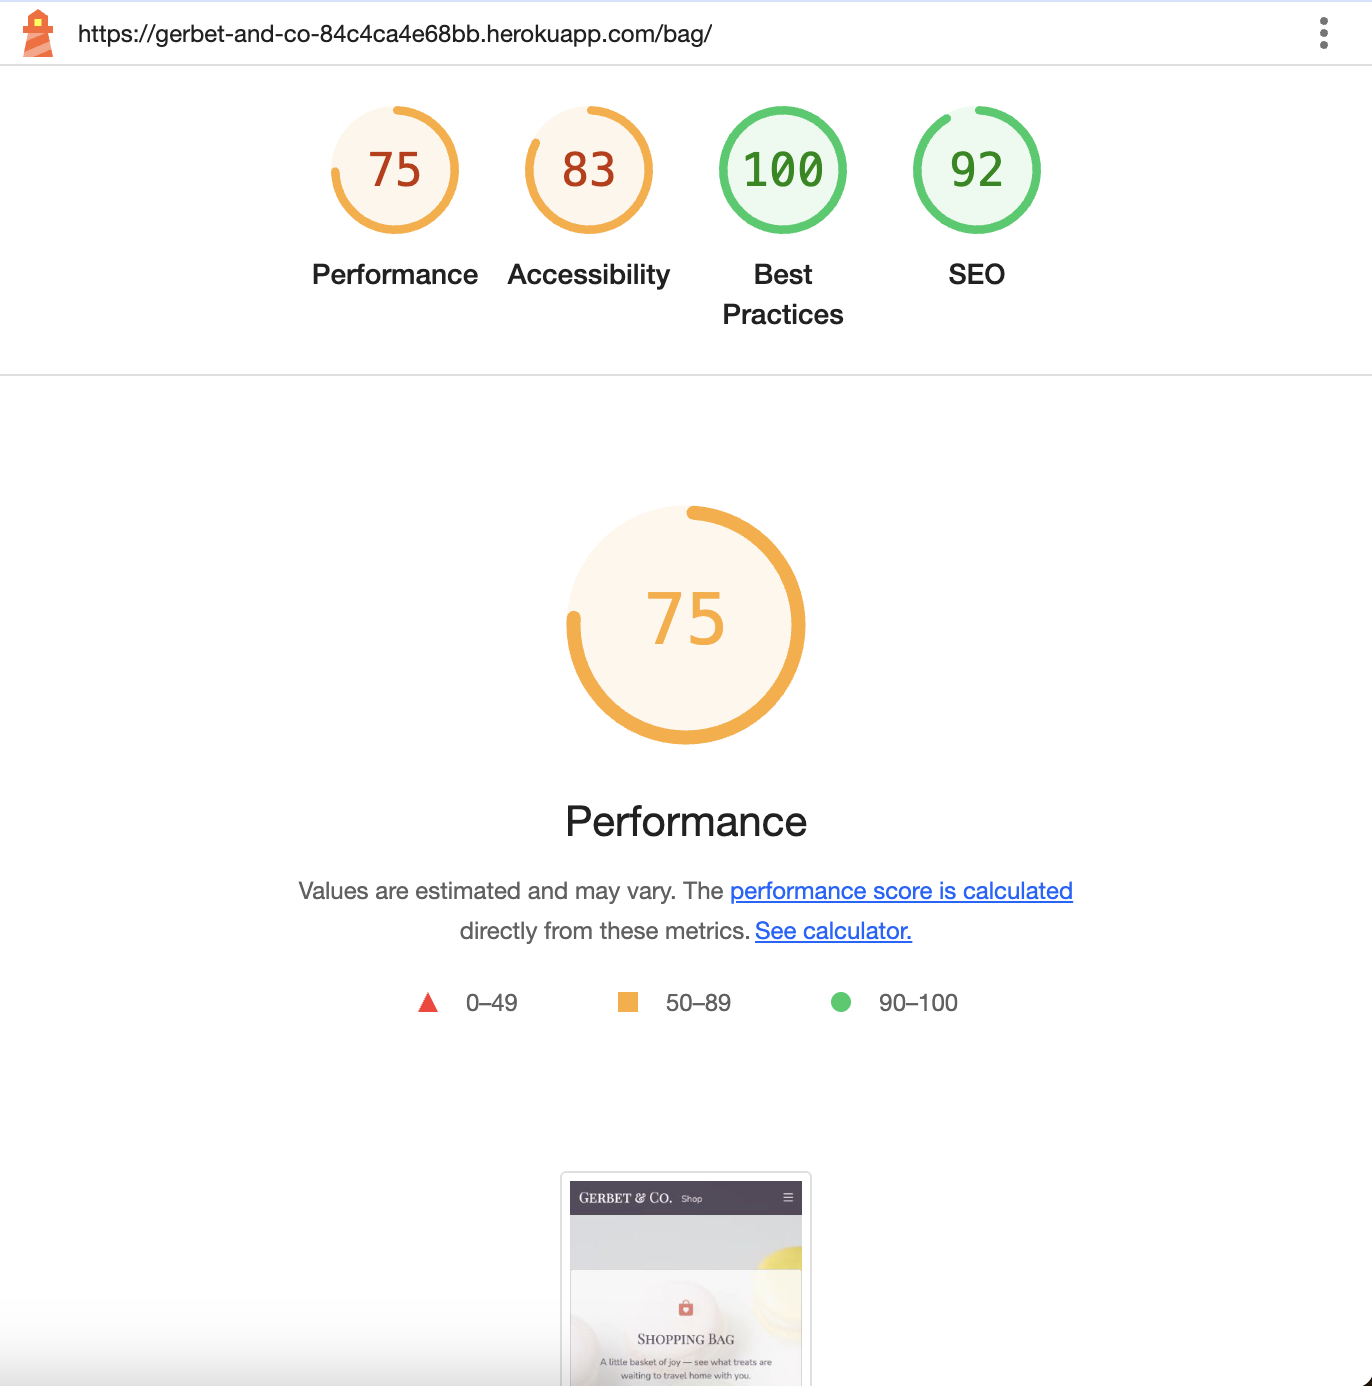 https://gerbet-and-co-84c4ca4e68bb.herokuapp.com/bag/
75
83
100
92
Performance
Accessibility
Best
Practices
SEO
75
Performance
Values are estimated and may vary. The performance score is calculated
directly from these metrics. See calculator.
0–49
50–89
90–100
Gerbet & Co. Shop
Shopping Bag
A little basket of joy — see what treats are
waiting to travel home with you.